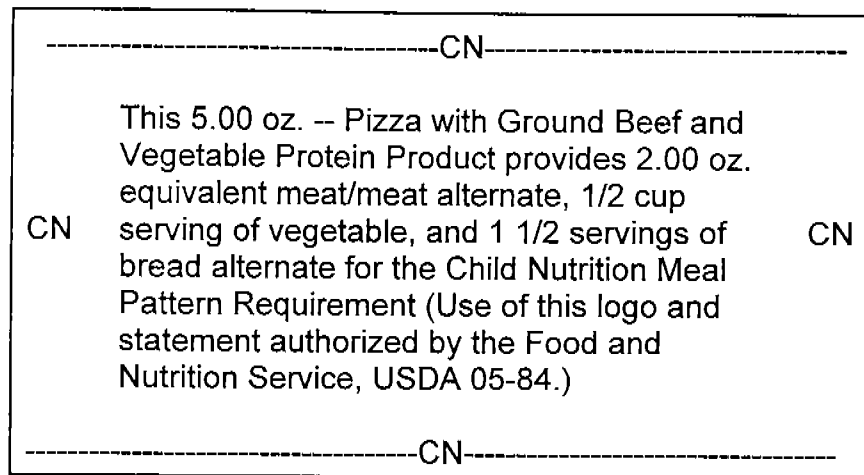 ----------------------------------CN--------------------------------
This 5.00 oz. -- Pizza with Ground Beef and
Vegetable Protein Product provides 2.00 oz.
equivalent meat/meat alternate, 1/2 cup
CN serving of vegetable, and 1 1/2 servings of CN
bread alternate for the Child Nutrition Meal
Pattern Requirement (Use of this logo and
statement authorized by the Food and
Nutrition Service, USDA 05-84.)
----------------------------------CN---------------------------------